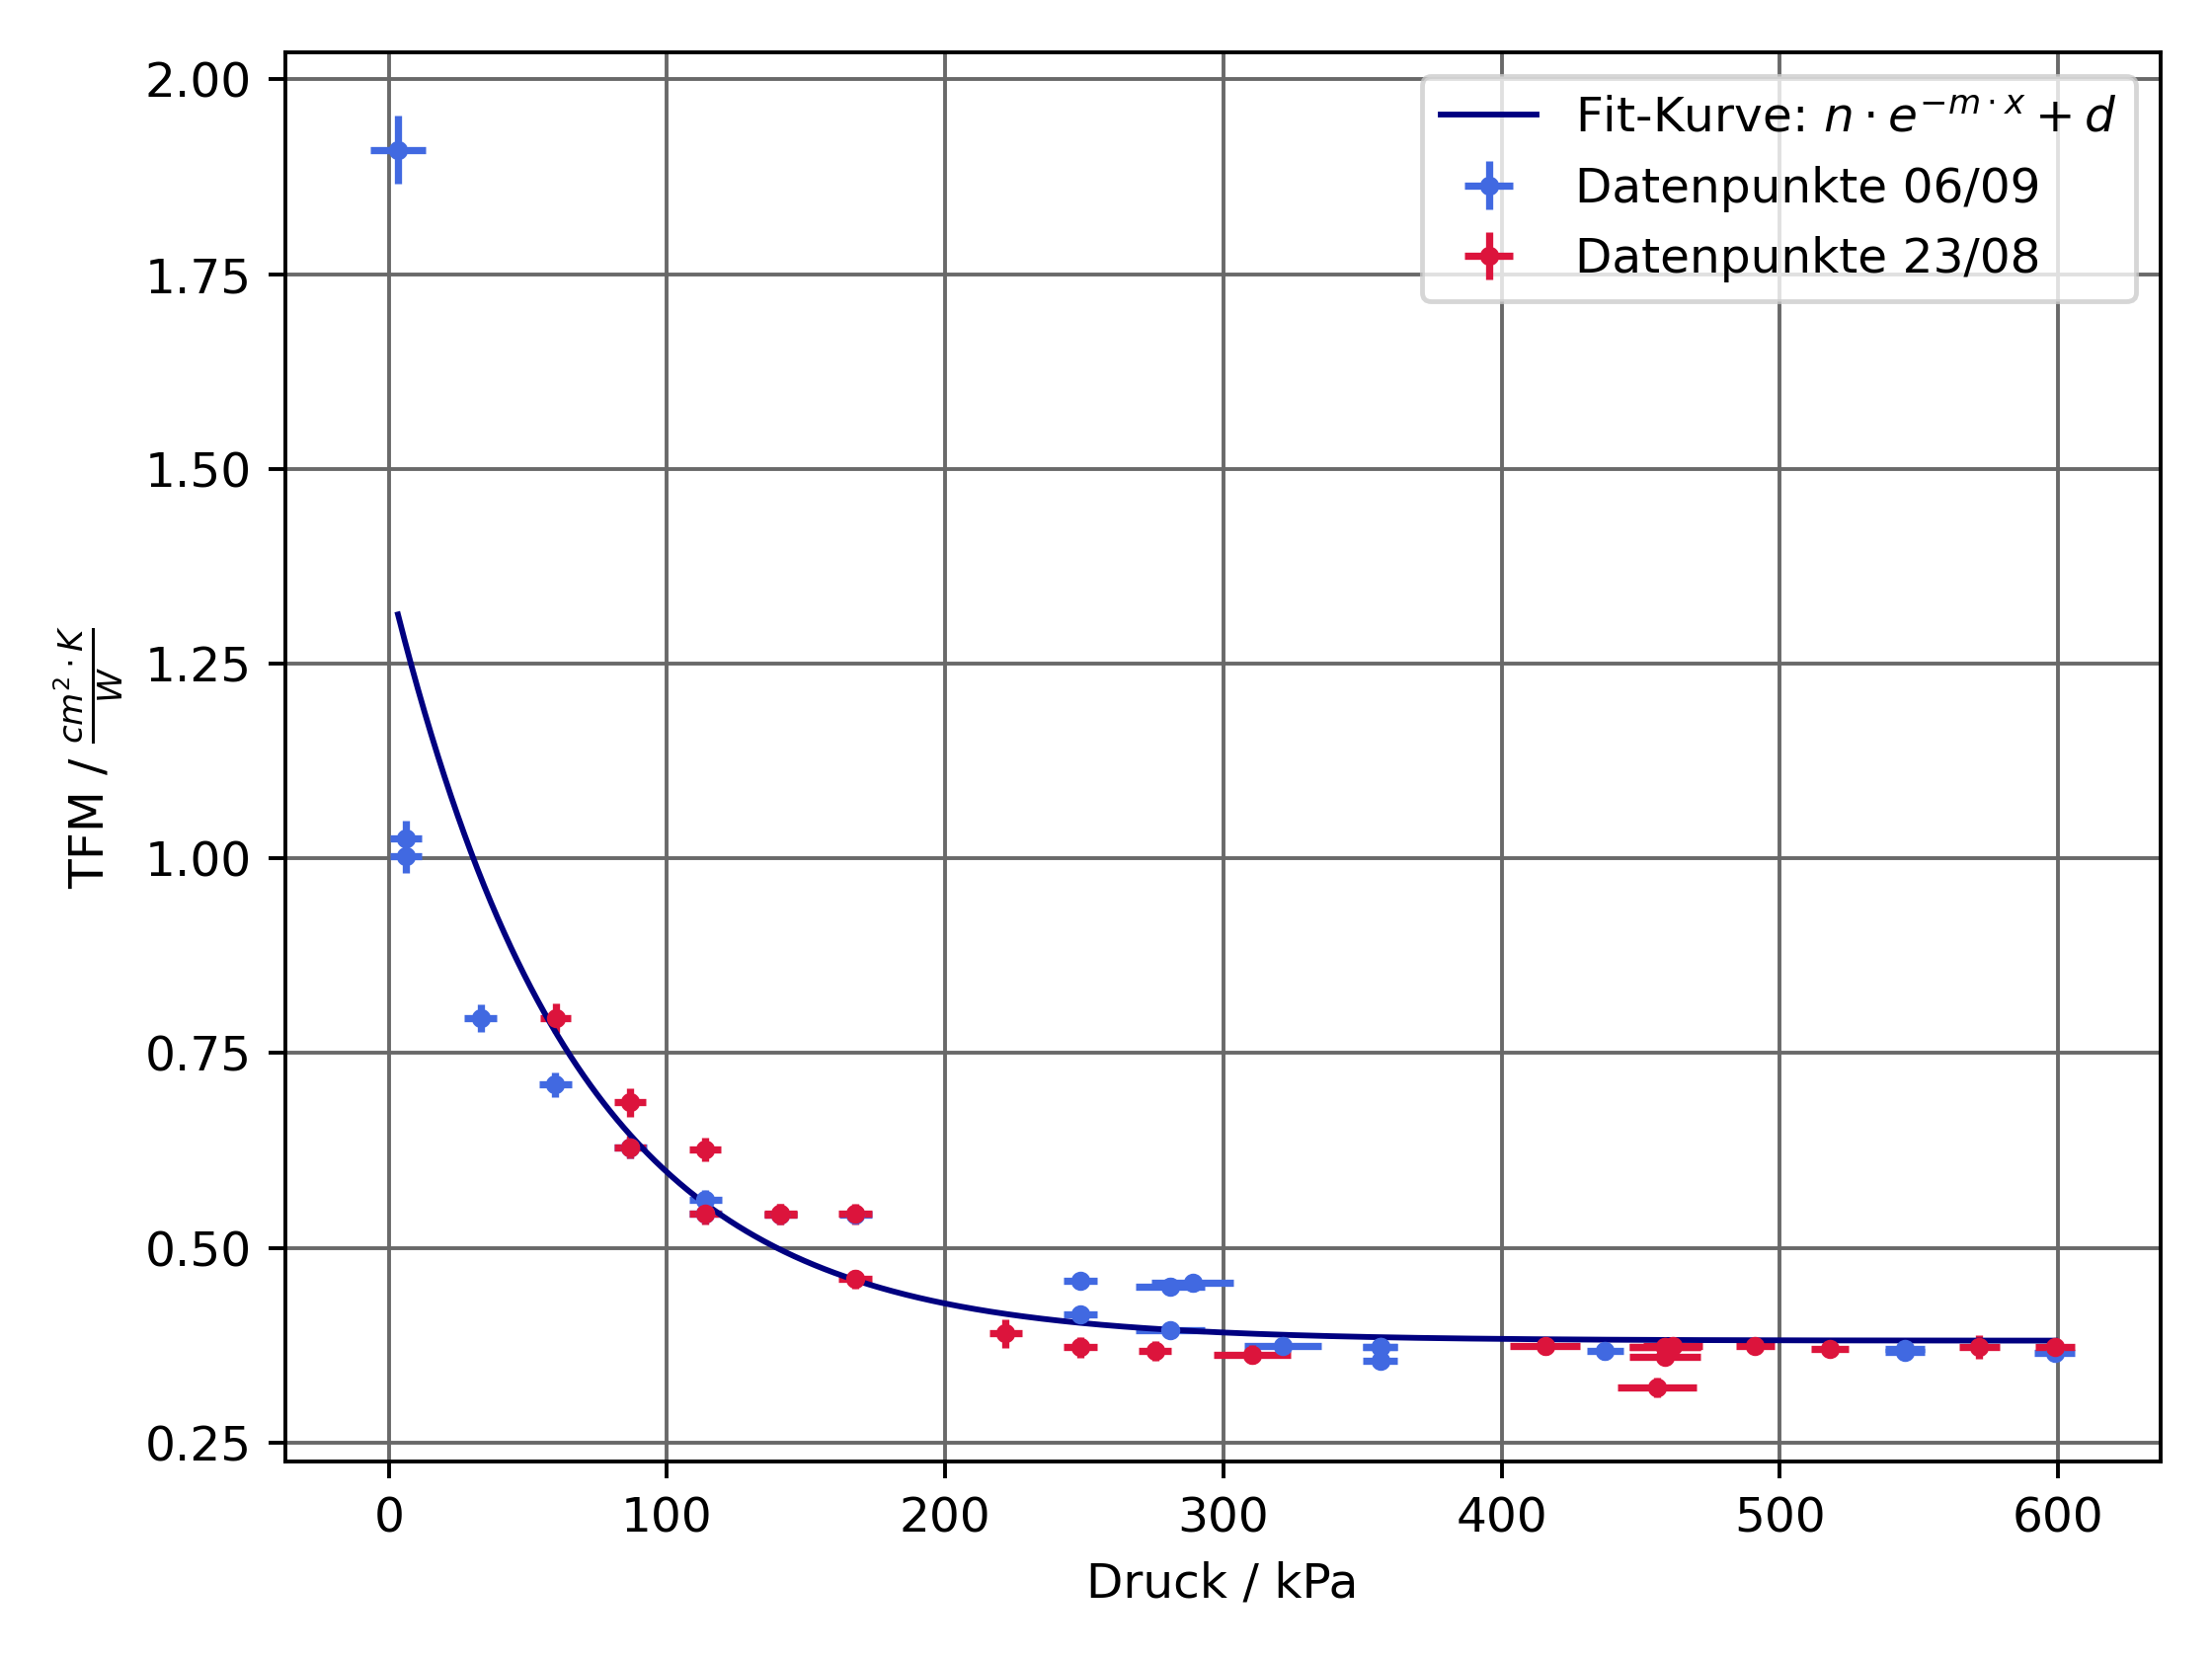 2.00
1.75
1.50
1.25
1.00
0.75
0.50
0.25
TFM / cm²·K/W
0 100 200 300 400 500 600
Druck / kPa
Fit-Kurve: n · e^{−m·x} + d
Datenpunkte 06/09
Datenpunkte 23/08